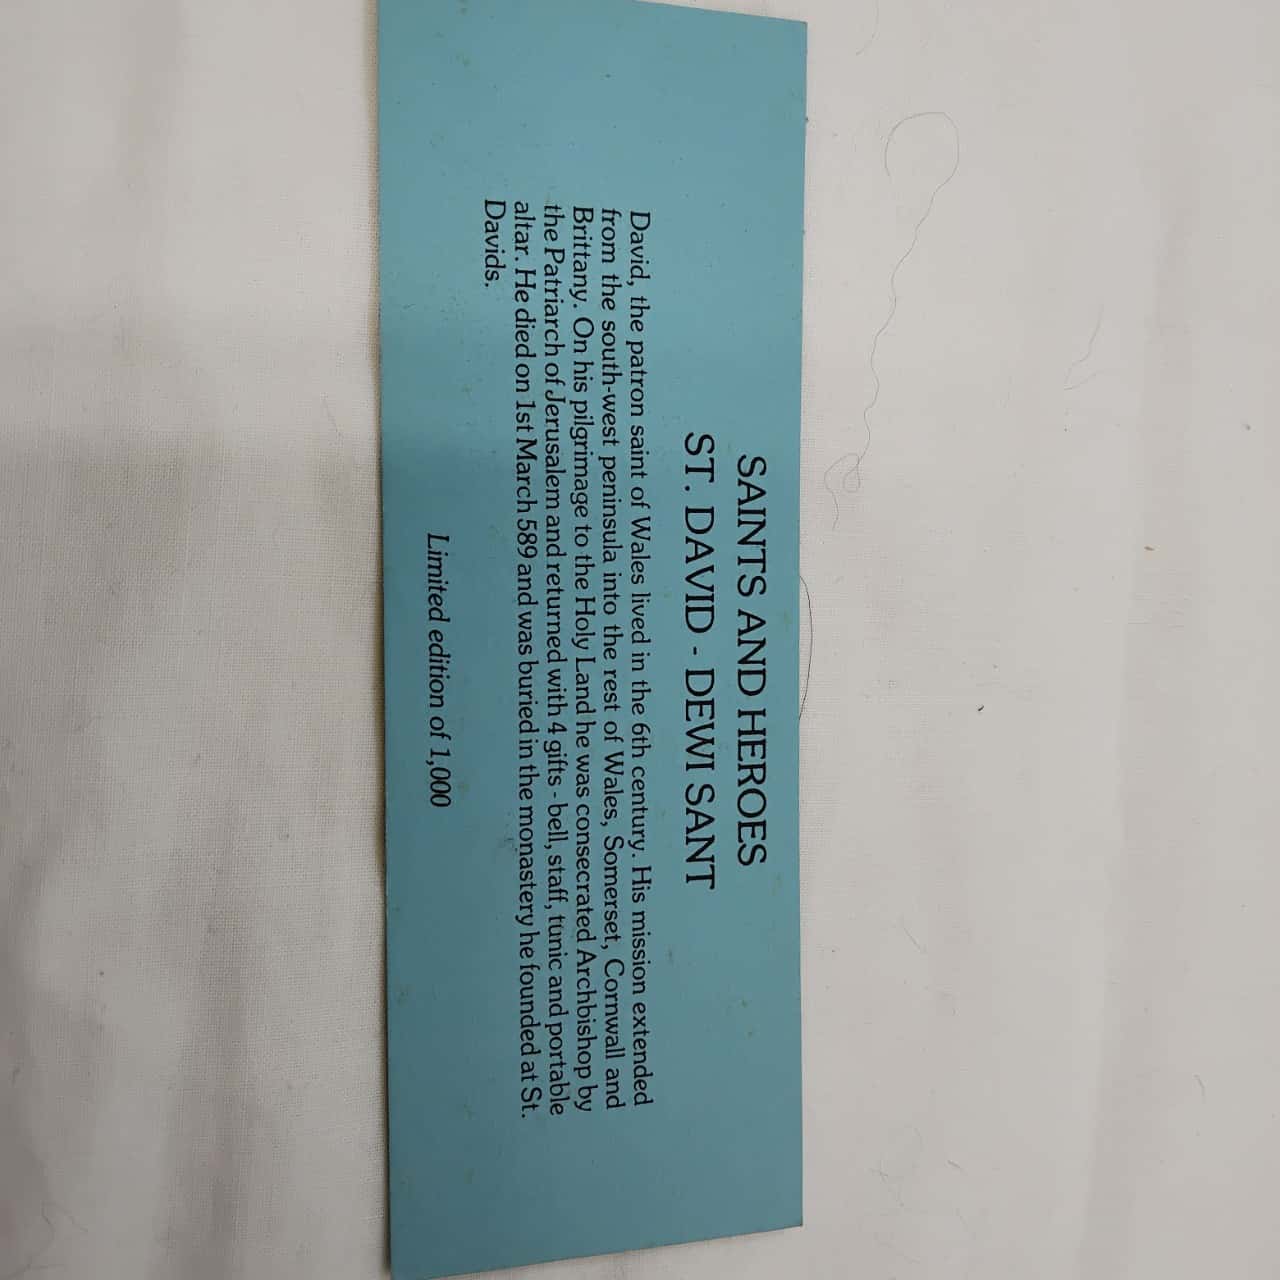 SAINTS AND HEROES
ST. DAVID - DEWI SANT
David, the patron saint of Wales lived in the 6th century. His mission extended
from the south-west peninsula into the rest of Wales, Somerset, Cornwall and
Brittany. On his pilgrimage to the Holy Land he was consecrated Archbishop by
the Patriarch of Jerusalem and returned with 4 gifts - bell, staff, tunic and portable
altar. He died on 1st March 589 and was buried in the monastery he founded at St.
Davids.
Limited edition of 1,000